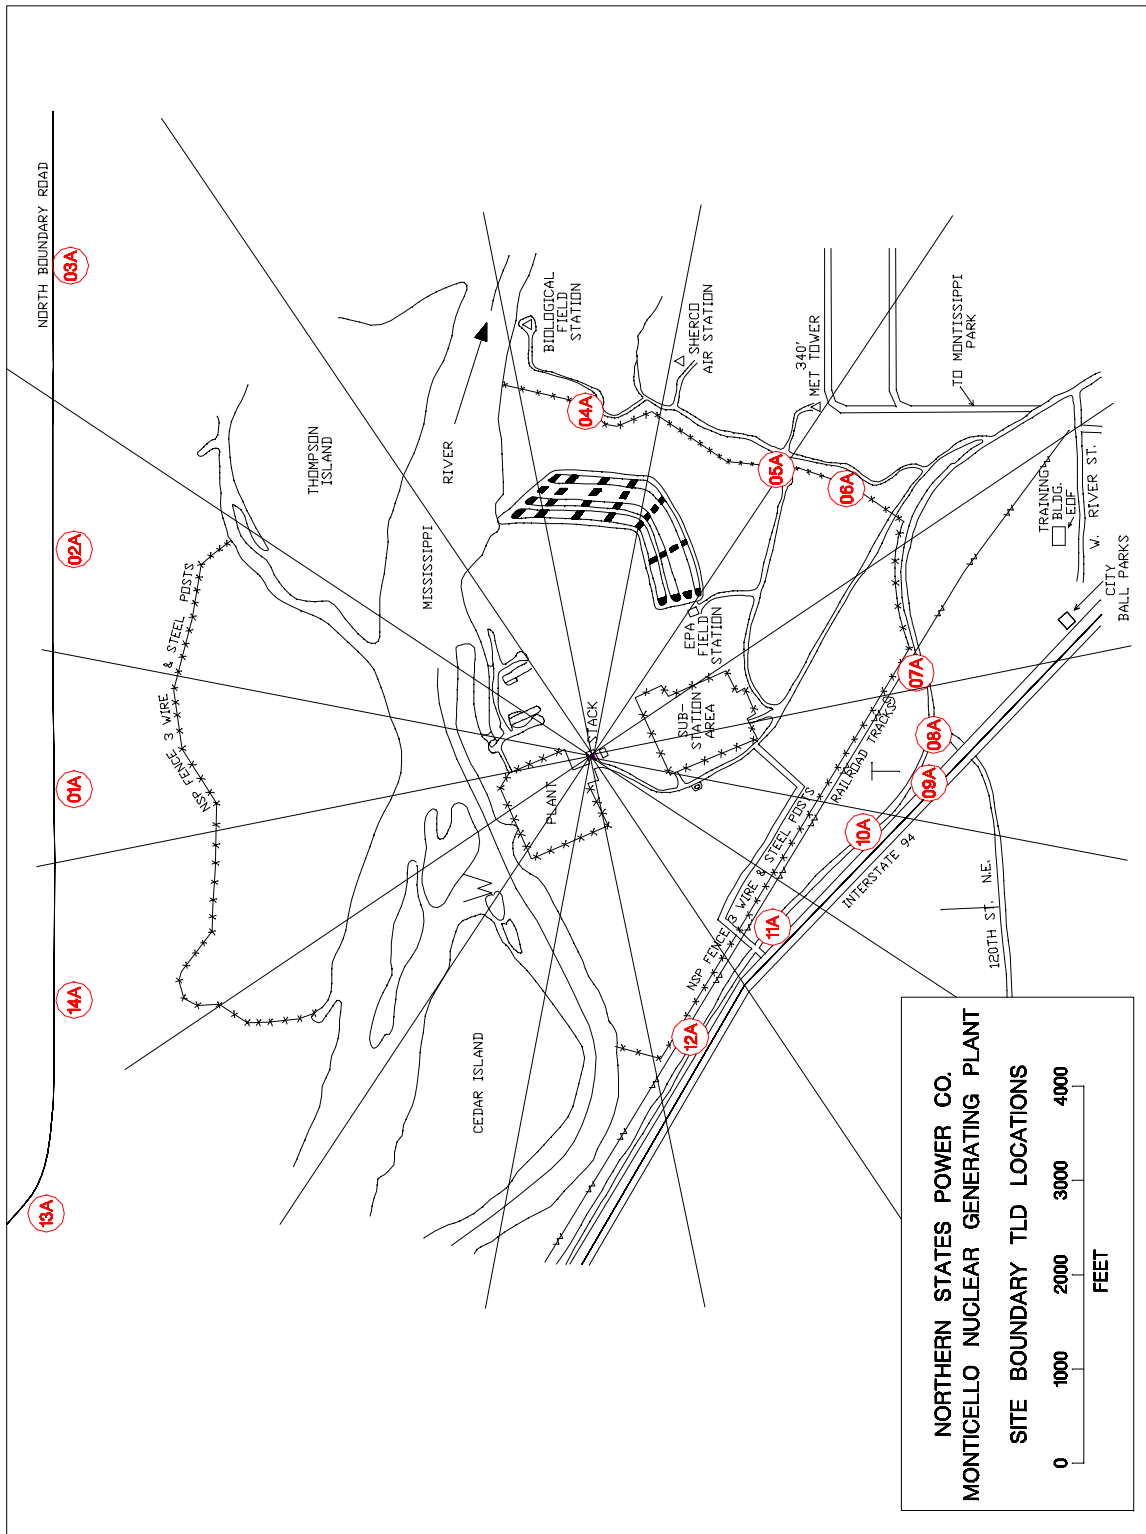 NORTH BOUNDARY ROAD
13A
14A
01A
02A
03A
NSP FENCE 3 WIRE & STEEL POSTS
THOMPSON
ISLAND
MISSISSIPPI
RIVER
CEDAR ISLAND
BIOLOGICAL
FIELD
STATION
04A
SHERCO
AIR STATION
340'
MET TOWER
05A
06A
TO MONTISSIPPI
PARK
PLANT
STACK
SUB-
STATION
AREA
EPA
FIELD
STATION
TRAINING
BLDG.
EOF
W. RIVER ST.
CITY
BALL PARKS
RAILROAD TRACKS
NSP FENCE 3 WIRE & STEEL POSTS
07A
08A
09A
10A
11A
12A
INTERSTATE 94
120TH ST. N.E.
NORTHERN STATES POWER CO.
MONTICELLO NUCLEAR GENERATING PLANT
SITE BOUNDARY TLD LOCATIONS
0 1000 2000 3000 4000
FEET